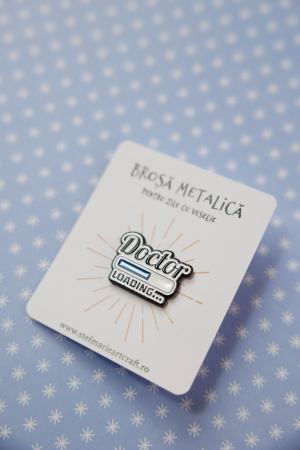 BROȘĂ METALICĂ
PENTRU ZILE CU VESELIE
Doctor
LOADING...
www.stefmarieartcraft.ro